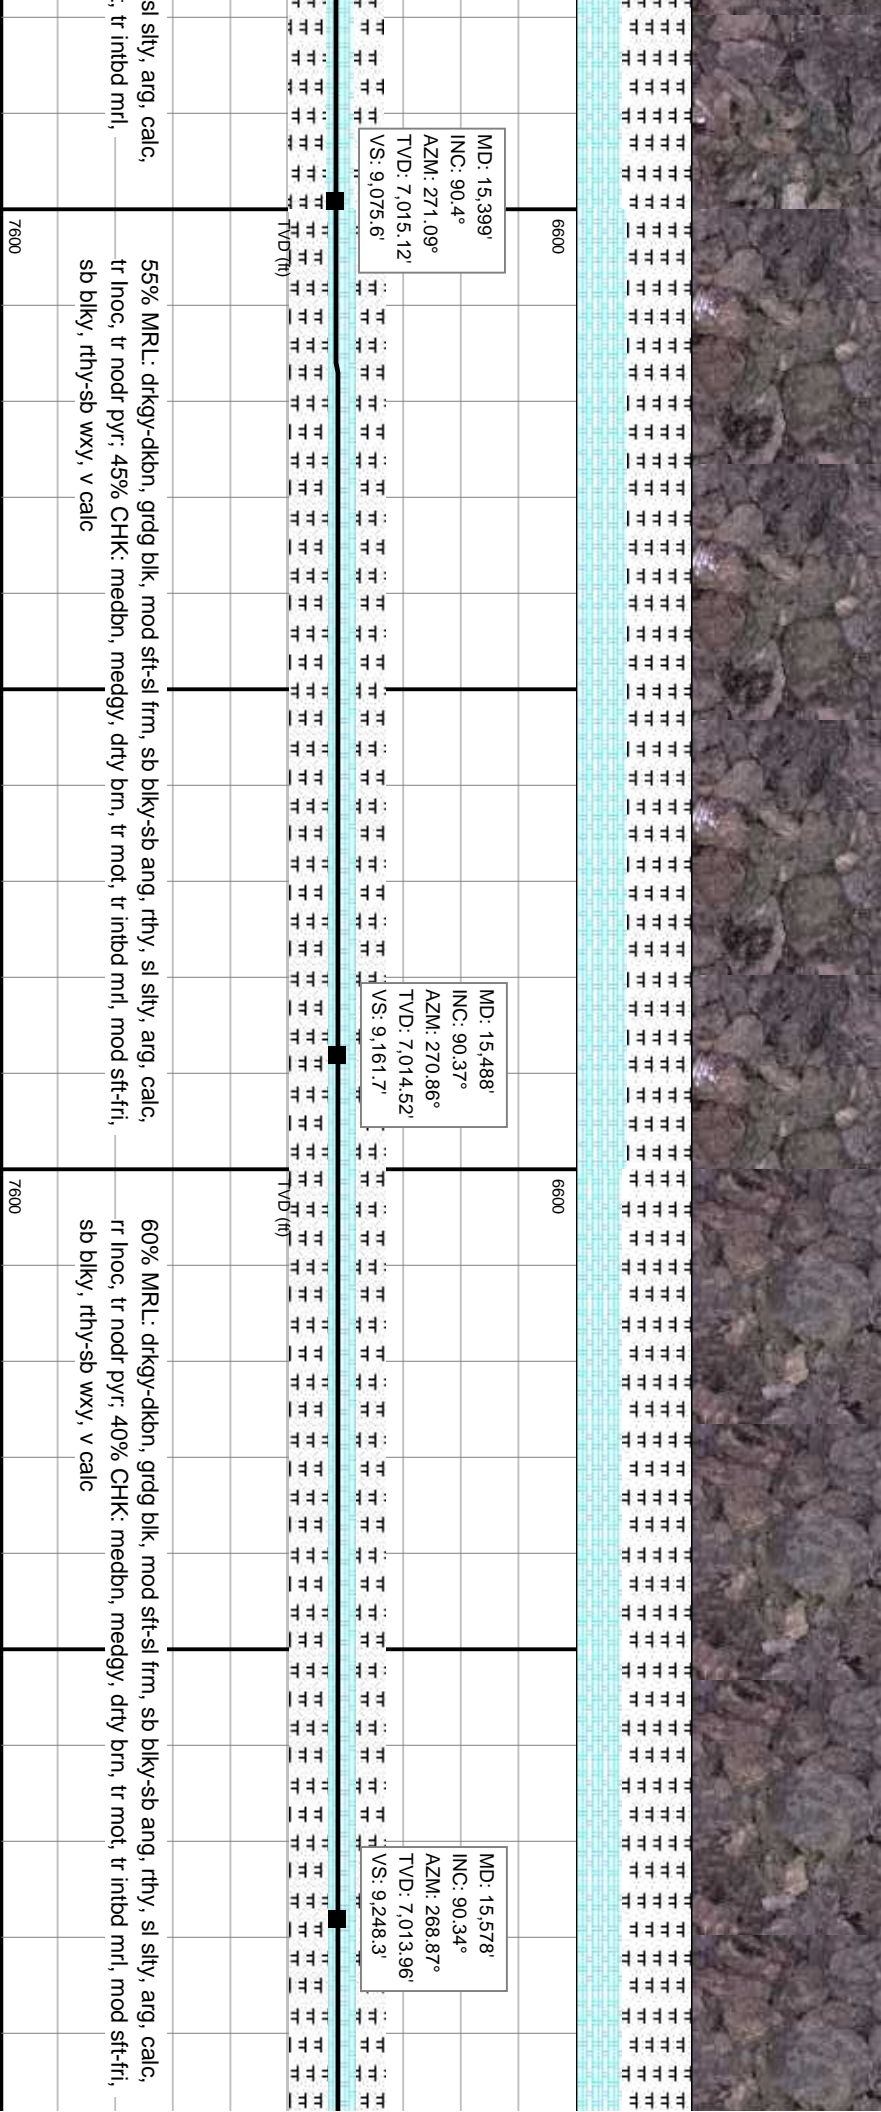 sl slty, arg, calc,
tr intbd mrl,
MD: 15,399'
INC: 90.4°
AZM: 271.09°
TVD: 7,015.12'
VS: 9,075.6'
6600
TVD (ft)
7600
55% MRL: drkgy-dkbn, grdg blk, mod sft-sl frm, sb blky-sb ang, rthy, sl slty, arg, calc,
tr Inoc, tr nodr pyr; 45% CHK: medbn, medgy, drty brn, tr mot, tr intbd mrl, mod sft-fri,
sb blky, rthy-sb wxy, v calc
MD: 15,488'
INC: 90.37°
AZM: 270.86°
TVD: 7,014.52'
VS: 9,161.7'
6600
TVD (ft)
7600
60% MRL: drkgy-dkbn, grdg blk, mod sft-sl frm, sb blky-sb ang, rthy, sl slty, arg, calc,
rr Inoc, tr nodr pyr; 40% CHK: medbn, medgy, drty brn, tr mot, tr intbd mrl, mod sft-fri,
sb blky, rthy-sb wxy, v calc
MD: 15,578'
INC: 90.34°
AZM: 268.87°
TVD: 7,013.96'
VS: 9,248.3'